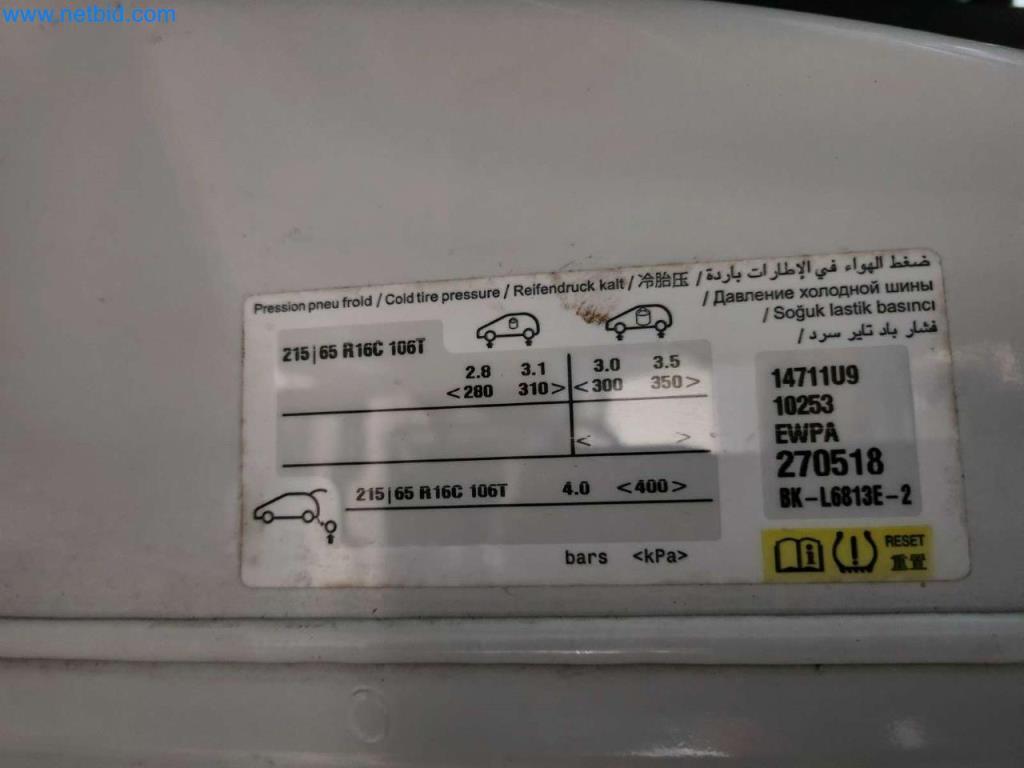 www.netbid.com
Pression pneu froid / Cold tire pressure / Reifendruck kalt / 冷胎压 / ضغط الهواء في الإطارات باردة
/ Давление холодной шины
/ Soğuk lastik basıncı
/ فشار باد تایر سرد
215|65 R16C 106T
2.8 3.1 3.0 3.5
<280 310> <300 350>
< >
215|65 R16C 106T 4.0 <400>
bars <kPa>
14711U9
10253
EWPA
270518
BK-L6813E-2
RESET
重置